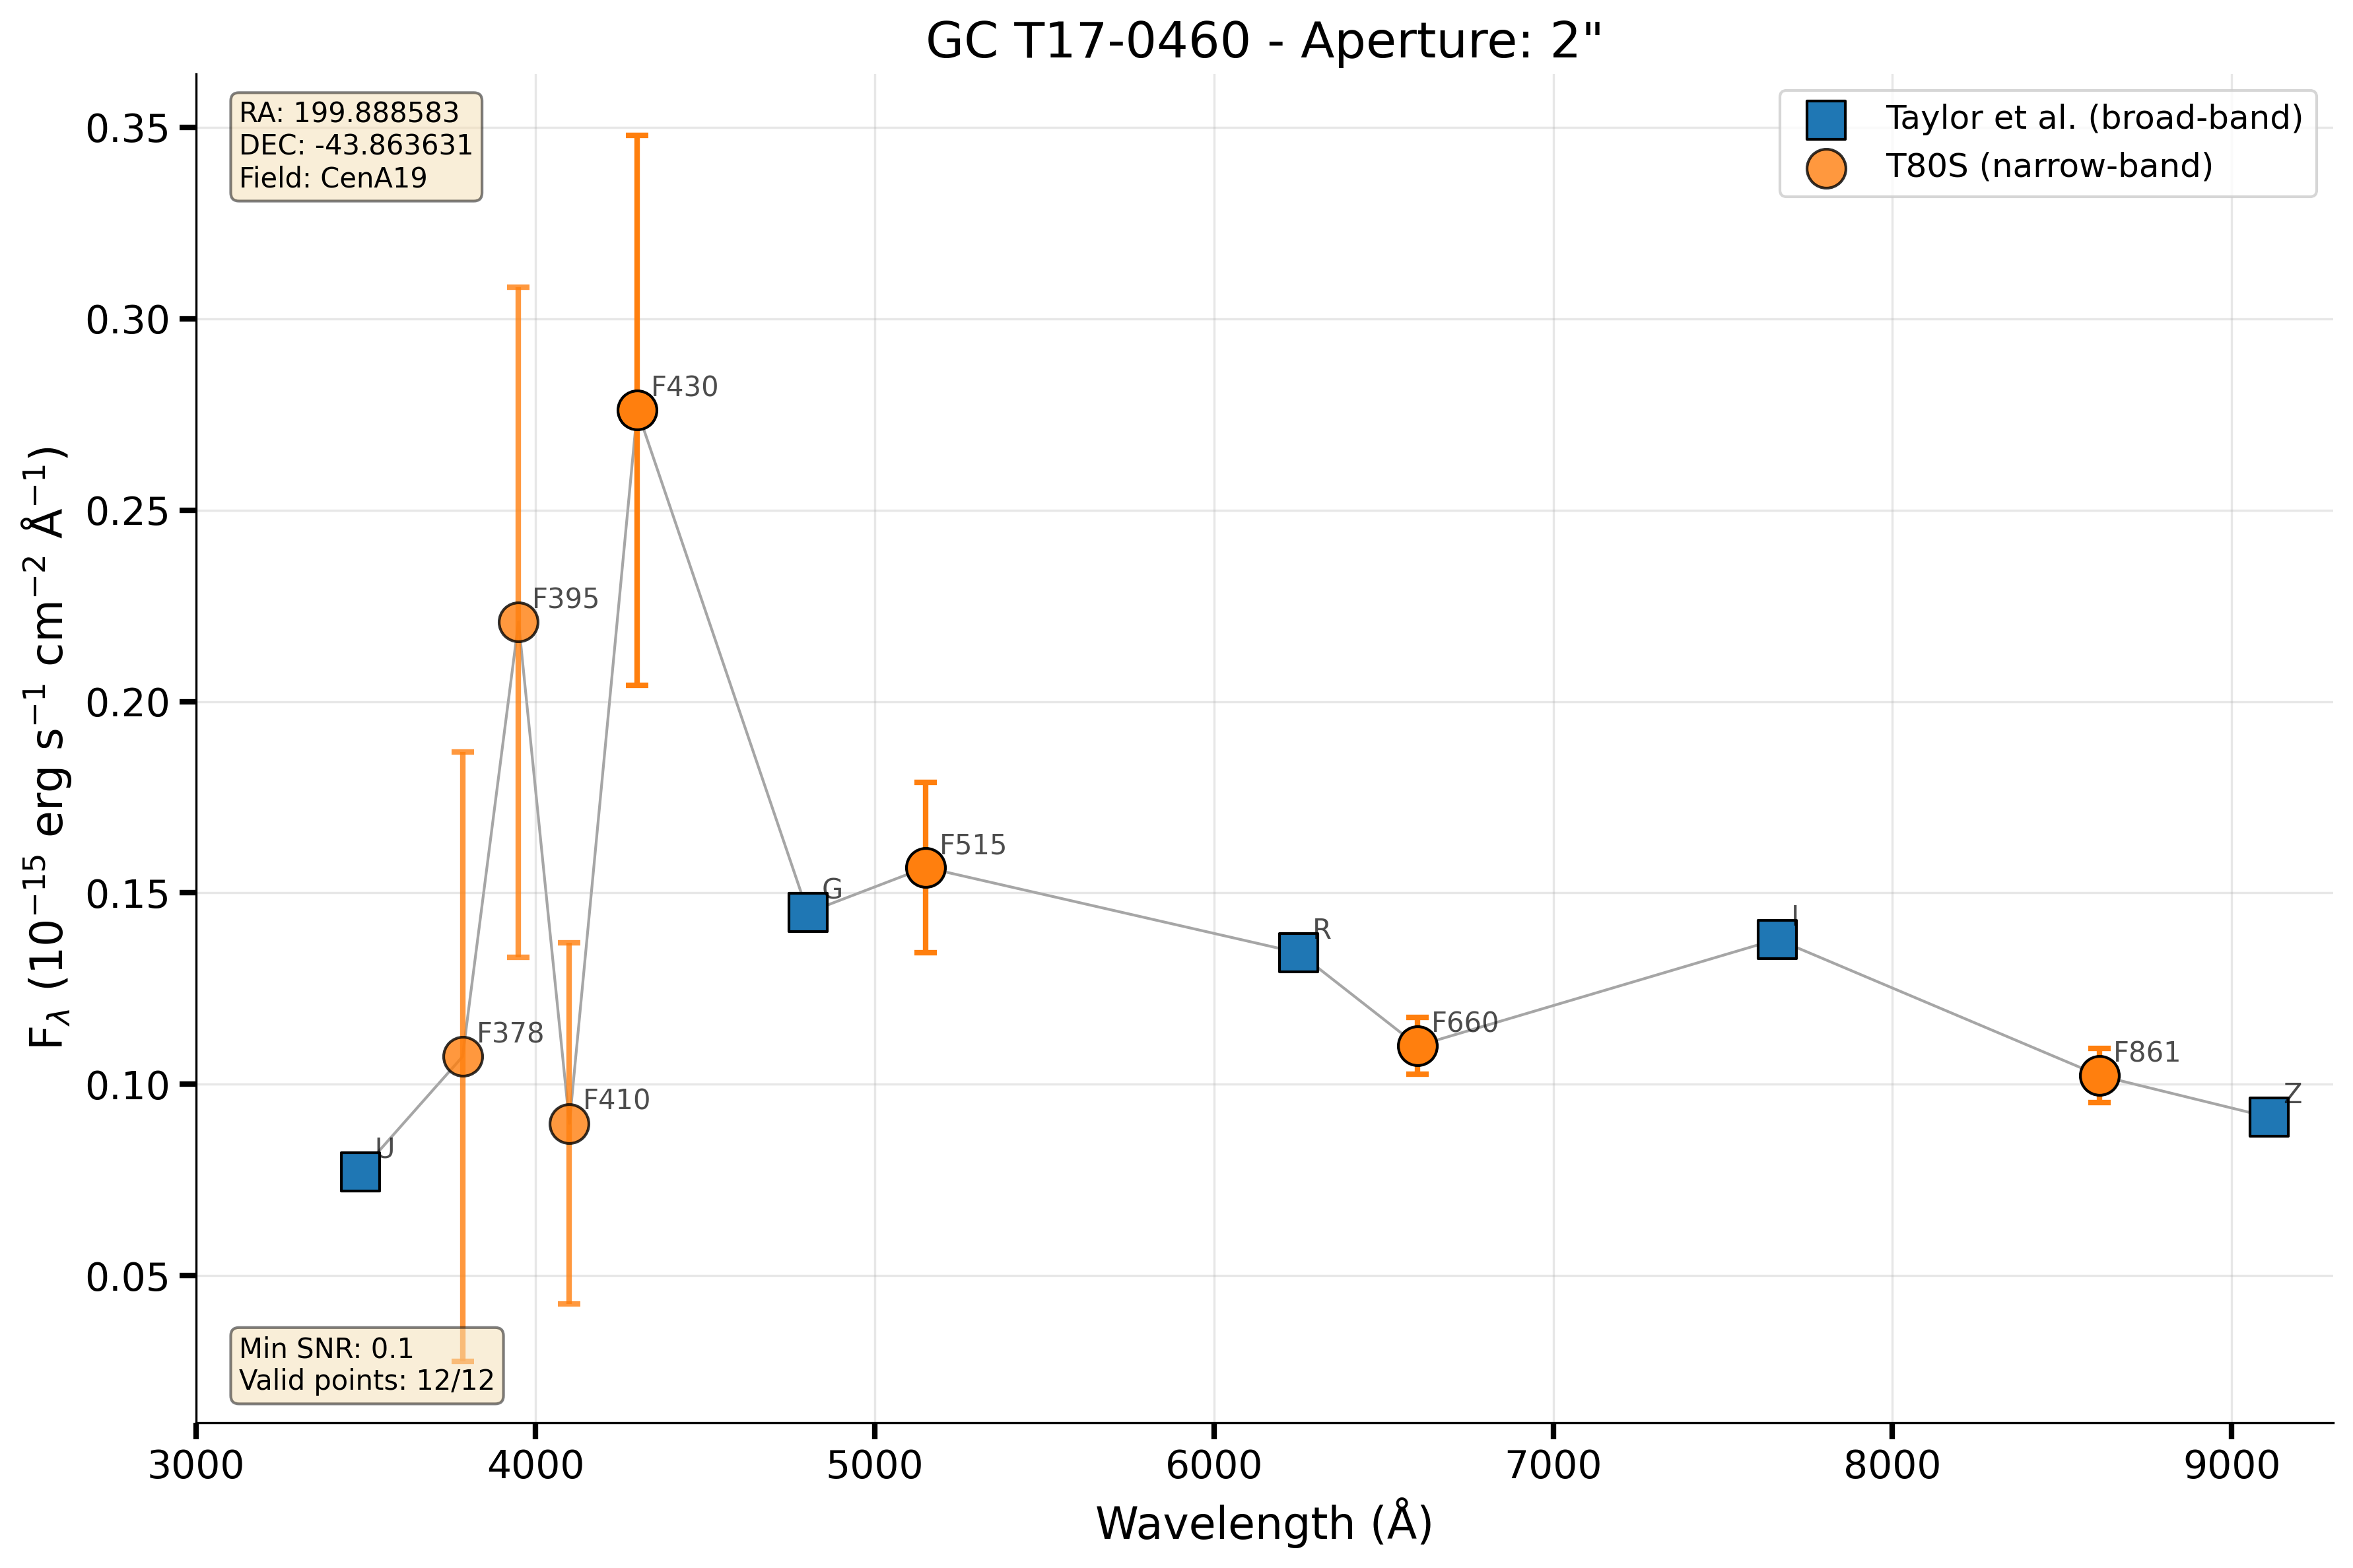 GC T17-0460 - Aperture: 2"
RA: 199.888583
DEC: -43.863631
Field: CenA19
Taylor et al. (broad-band)
T80S (narrow-band)
F_λ (10⁻¹⁵ erg s⁻¹ cm⁻² Å⁻¹)
0.35
0.30
0.25
0.20
0.15
0.10
0.05
U
F378
F395
F410
F430
G
F515
R
F660
I
F861
Z
Min SNR: 0.1
Valid points: 12/12
3000 4000 5000 6000 7000 8000 9000
Wavelength (Å)